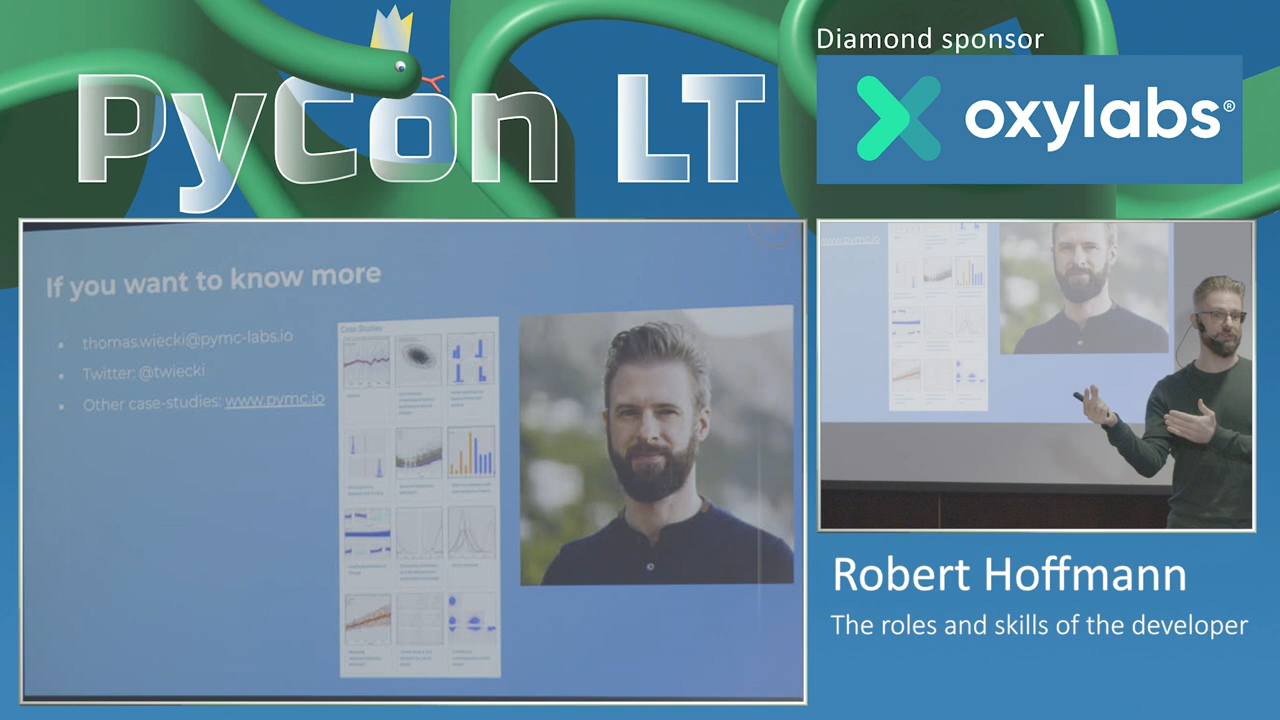 PyCon LT
Diamond sponsor
oxylabs®
If you want to know more
thomas.wiecki@pymc-labs.io
Twitter: @twiecki
Other case-studies: www.pymc.io
Case Studies
www.pymc.io
Robert Hoffmann
The roles and skills of the developer